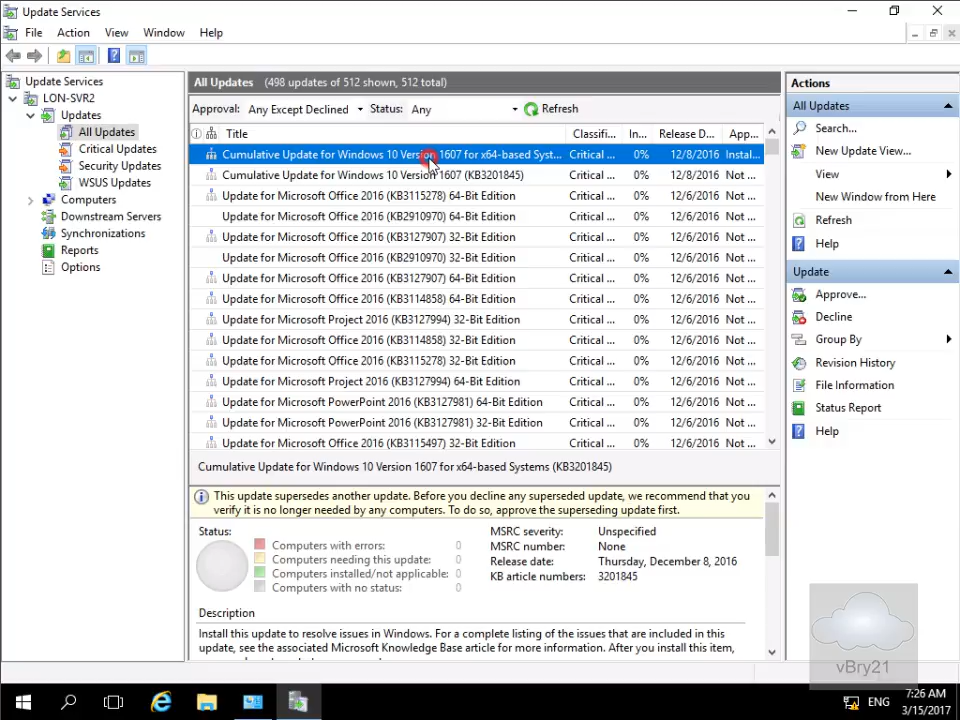 Update Services
File Action View Window Help
Update Services
LON-SVR2
Updates
All Updates
Critical Updates
Security Updates
WSUS Updates
Computers
Downstream Servers
Synchronizations
Reports
Options
All Updates (498 updates of 512 shown, 512 total)
Approval: Any Except Declined Status: Any Refresh
Title Classifi... In... Release D... App...
Cumulative Update for Windows 10 Version 1607 for x64-based Syst... Critical ... 0% 12/8/2016 Instal...
Cumulative Update for Windows 10 Version 1607 (KB3201845) Critical ... 0% 12/8/2016 Not ...
Update for Microsoft Office 2016 (KB3115278) 64-Bit Edition Critical ... 0% 12/6/2016 Not ...
Update for Microsoft Office 2016 (KB2910970) 64-Bit Edition Critical ... 0% 12/6/2016 Not ...
Update for Microsoft Office 2016 (KB3127907) 32-Bit Edition Critical ... 0% 12/6/2016 Not ...
Update for Microsoft Office 2016 (KB2910970) 32-Bit Edition Critical ... 0% 12/6/2016 Not ...
Update for Microsoft Office 2016 (KB3127907) 64-Bit Edition Critical ... 0% 12/6/2016 Not ...
Update for Microsoft Office 2016 (KB3114858) 64-Bit Edition Critical ... 0% 12/6/2016 Not ...
Update for Microsoft Project 2016 (KB3127994) 32-Bit Edition Critical ... 0% 12/6/2016 Not ...
Update for Microsoft Office 2016 (KB3114858) 32-Bit Edition Critical ... 0% 12/6/2016 Not ...
Update for Microsoft Office 2016 (KB3115278) 32-Bit Edition Critical ... 0% 12/6/2016 Not ...
Update for Microsoft Project 2016 (KB3127994) 64-Bit Edition Critical ... 0% 12/6/2016 Not ...
Update for Microsoft PowerPoint 2016 (KB3127981) 64-Bit Edition Critical ... 0% 12/6/2016 Not ...
Update for Microsoft PowerPoint 2016 (KB3127981) 32-Bit Edition Critical ... 0% 12/6/2016 Not ...
Update for Microsoft Office 2016 (KB3115497) 32-Bit Edition Critical ... 0% 12/6/2016 Not ...
Cumulative Update for Windows 10 Version 1607 for x64-based Systems (KB3201845)
This update supersedes another update. Before you decline any superseded update, we recommend that you
verify it is no longer needed by any computers. To do so, approve the superseding update first.
Status:
Computers with errors: 0
Computers needing this update: 0
Computers installed/not applicable: 0
Computers with no status: 0
MSRC severity: Unspecified
MSRC number: None
Release date: Thursday, December 8, 2016
KB article numbers: 3201845
Description
Install this update to resolve issues in Windows. For a complete listing of the issues that are included in this
update, see the associated Microsoft Knowledge Base article for more information. After you install this item,
Actions
All Updates
Search...
New Update View...
View
New Window from Here
Refresh
Help
Update
Approve...
Decline
Group By
Revision History
File Information
Status Report
Help
vBry21
ENG
7:26 AM
3/15/2017